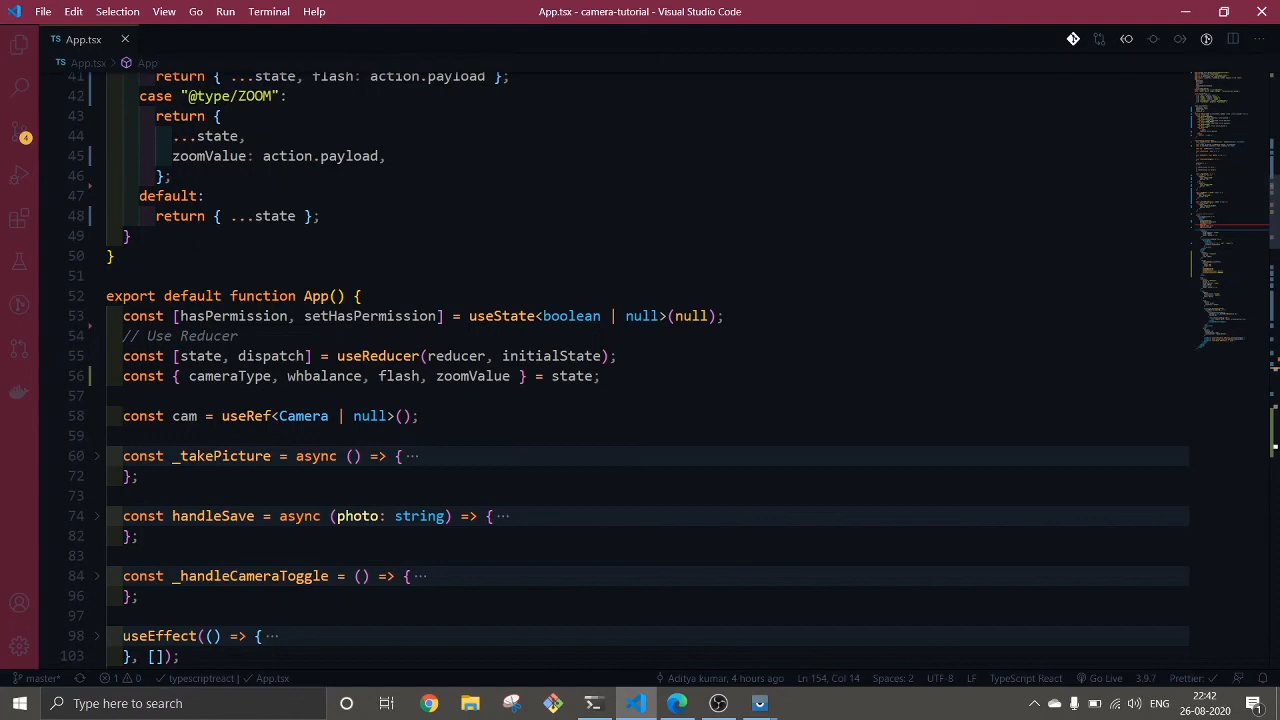 File Edit Selection View Go Run Terminal Help App.tsx - camera-tutorial - Visual Studio Code
TS App.tsx
TS App.tsx > App
41 return { ...state, flash: action.payload };
42 case "@type/ZOOM":
43 return {
44 ...state,
45 zoomValue: action.payload,
46 };
47 default:
48 return { ...state };
49 }
50 }
51
52 export default function App() {
53 const [hasPermission, setHasPermission] = useState<boolean | null>(null);
54 // Use Reducer
55 const [state, dispatch] = useReducer(reducer, initialState);
56 const { cameraType, whbalance, flash, zoomValue } = state;
57
58 const cam = useRef<Camera | null>();
59
60 const _takePicture = async () => { ...
72 };
73
74 const handleSave = async (photo: string) => { ...
82 };
83
84 const _handleCameraToggle = () => { ...
96 };
97
98 useEffect(() => { ...
103 }, []);
4
master* 1 0 typescriptreact App.tsx Aditya kumar, 4 hours ago Ln 154, Col 14 Spaces: 2 UTF-8 LF TypeScript React Go Live 3.9.7 Prettier: ✓
Type here to search ENG 22:42
26-08-2020 1